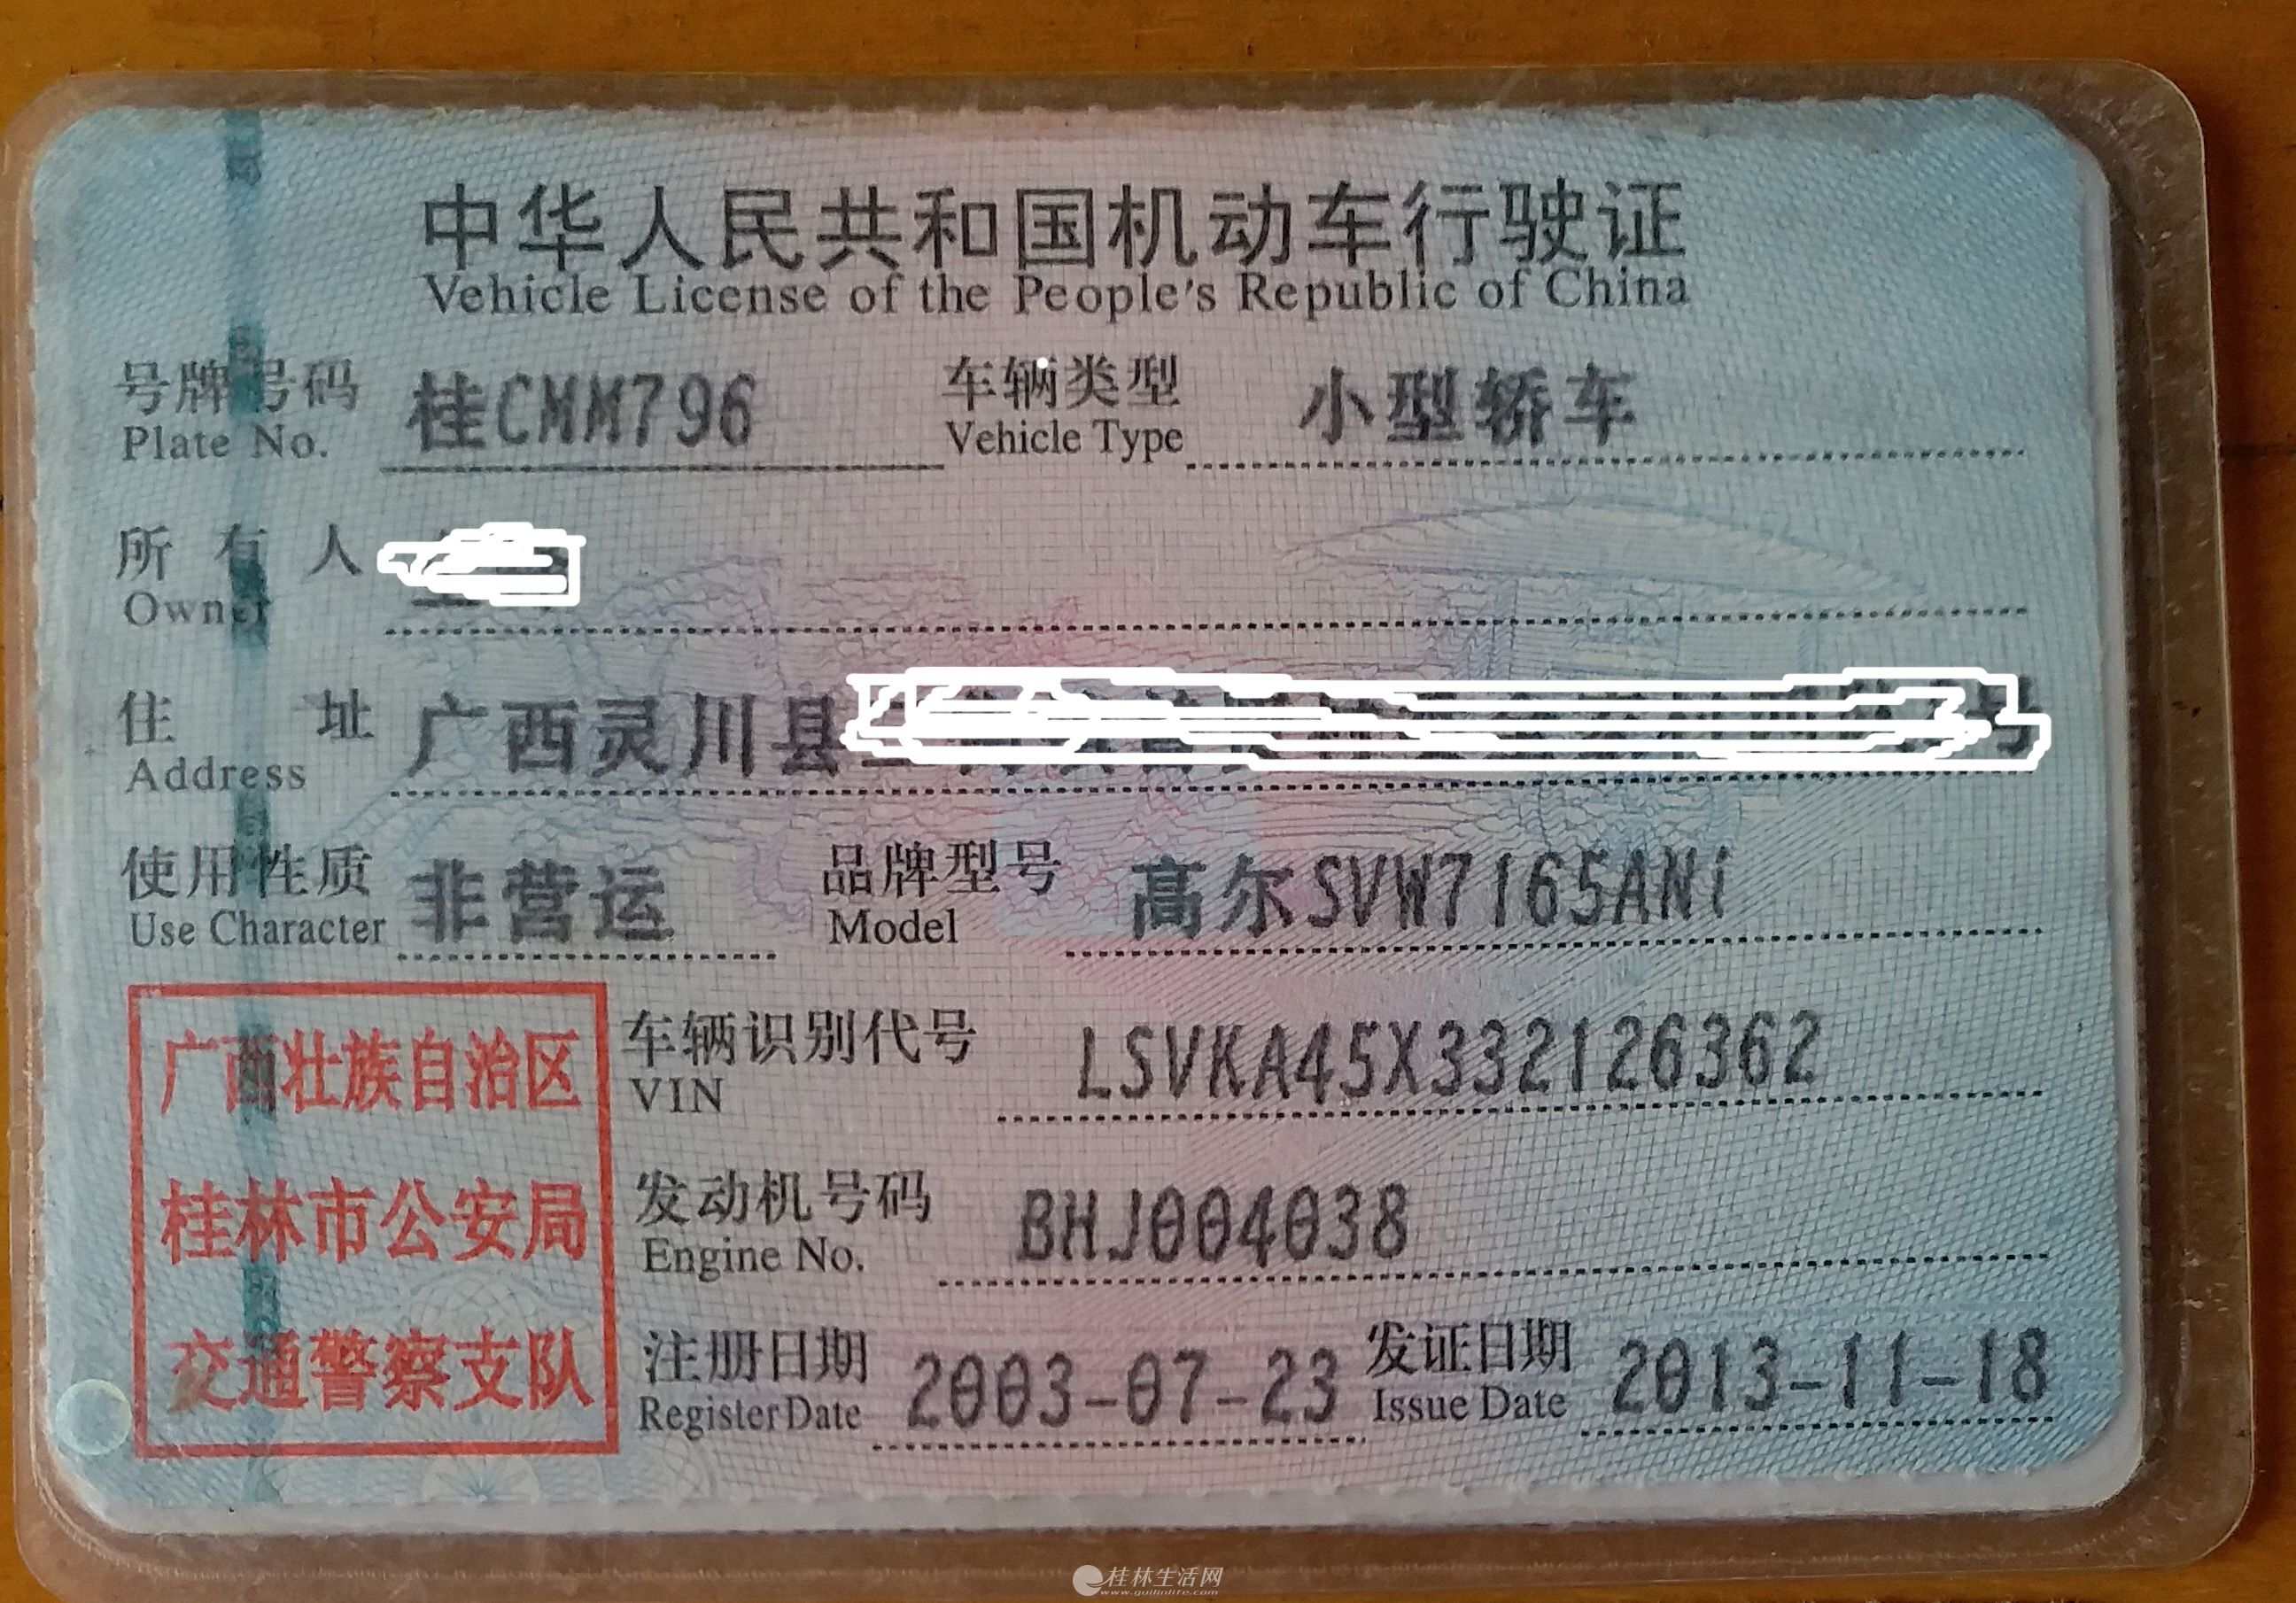 中华人民共和国机动车行驶证
Vehicle License of the People's Republic of China
号牌号码 桂CMM796 车辆类型 小型轿车
Plate No. Vehicle Type
所有人
Owner
住址 广西灵川县 号
Address
使用性质 非营运 品牌型号 高尔SVW7165ANi
Use Character Model
广西壮族自治区
桂林市公安局
交通警察支队
车辆识别代号 LSVKA45X332126362
VIN
发动机号码 BHJ004038
Engine No.
注册日期 2003-07-23 发证日期 2013-11-18
Register Date Issue Date
桂林生活网
www.guilinlife.com